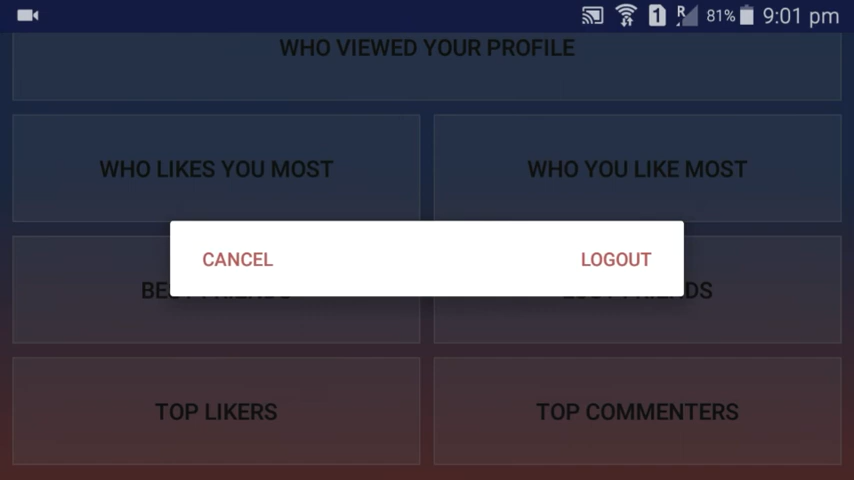 R 1 81% 9:01 pm
WHO VIEWED YOUR PROFILE
WHO LIKES YOU MOST WHO YOU LIKE MOST
CANCEL LOGOUT
TOP LIKERS TOP COMMENTERS